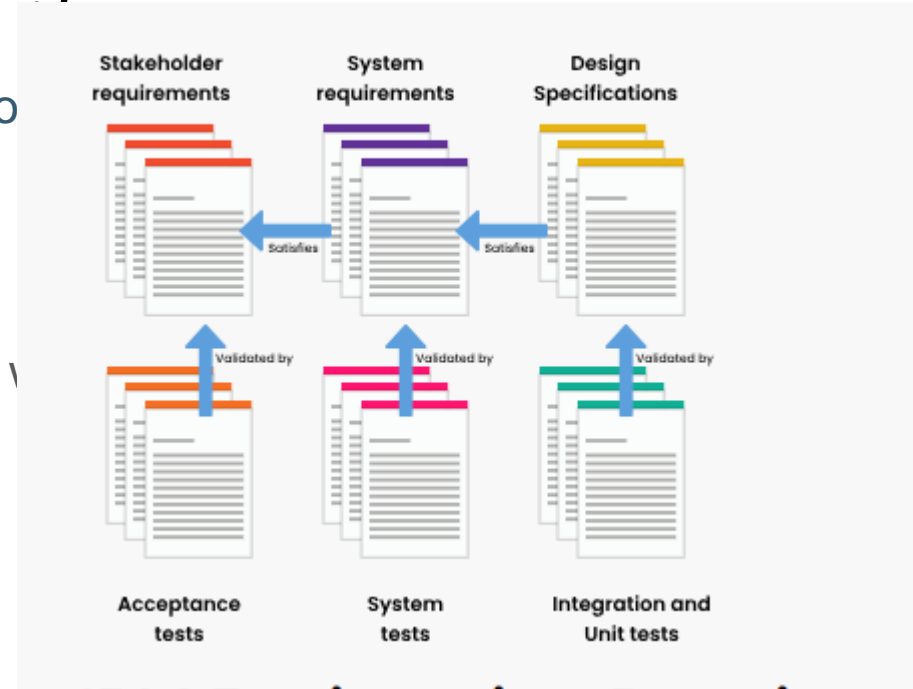 Stakeholder
requirements
System
requirements
Design
Specifications
Satisfies
Satisfies
Validated by
Validated by
Validated by
Acceptance
tests
System
tests
Integration and
Unit tests